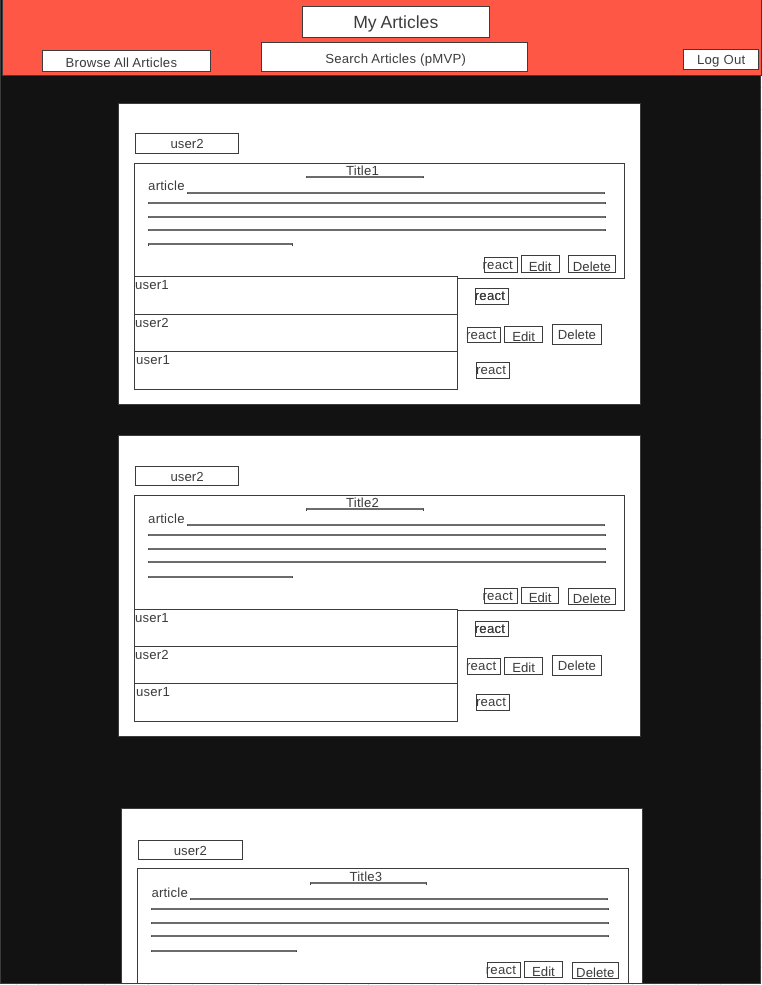 My Articles
Browse All Articles
Search Articles (pMVP)
Log Out
user2
Title1
article
react Edit Delete
user1
react
user2
react Edit Delete
user1
react
user2
Title2
article
react Edit Delete
user1
react
user2
react Edit Delete
user1
react
user2
Title3
article
react Edit Delete